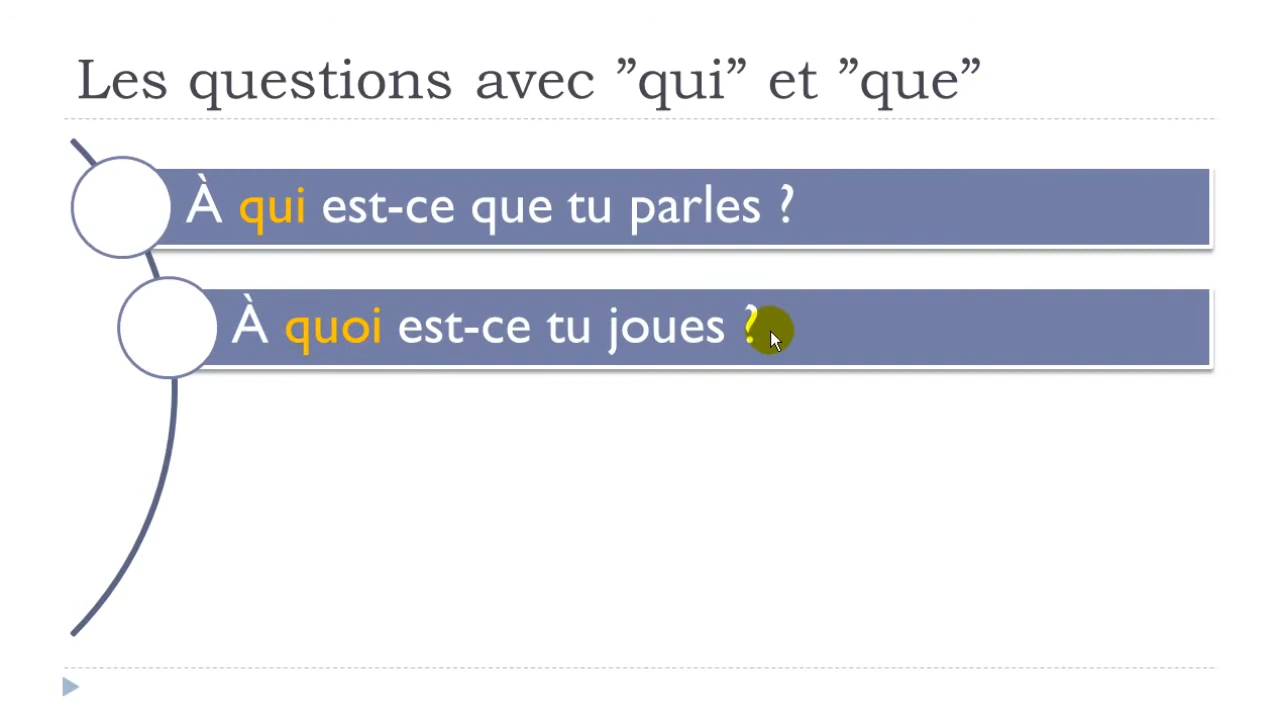 Les questions avec ”qui” et ”que”
À qui est-ce que tu parles ?
À quoi est-ce tu joues ?